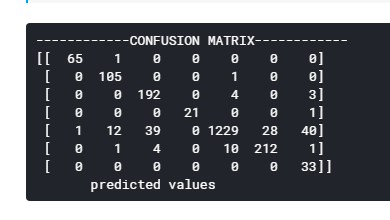 ------------CONFUSION MATRIX------------
[[  65    1    0    0    0    0    0]
 [   0  105    0    0    1    0    0]
 [   0    0  192    0    4    0    3]
 [   0    0    0   21    0    0    1]
 [   1   12   39    0 1229   28   40]
 [   0    1    4    0   10  212    1]
 [   0    0    0    0    0    0   33]]
predicted values